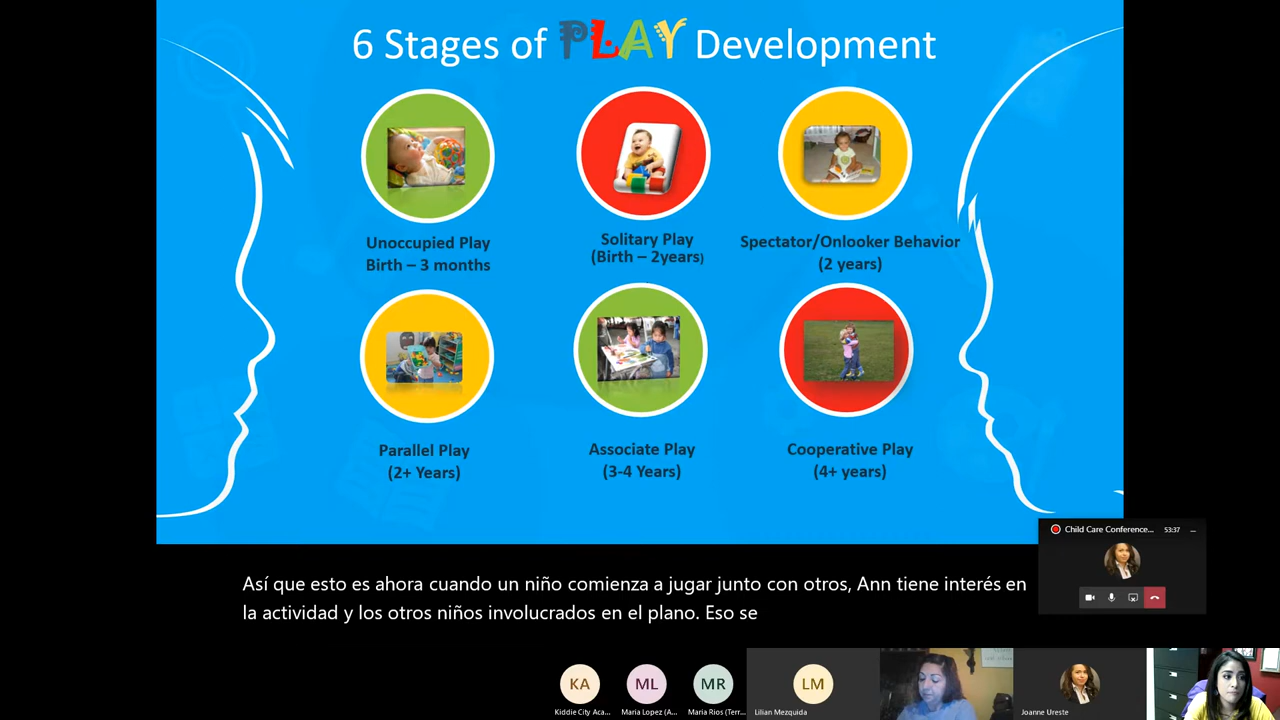 6 Stages of PLAY Development
Unoccupied Play
Birth – 3 months
Solitary Play
(Birth – 2years)
Spectator/Onlooker Behavior
(2 years)
Parallel Play
(2+ Years)
Associate Play
(3-4 Years)
Cooperative Play
(4+ years)
Child Care Conference...
53:37
Así que esto es ahora cuando un niño comienza a jugar junto con otros, Ann tiene interés en
la actividad y los otros niños involucrados en el plano. Eso se
KA
ML
MR
LM
Kiddie City Aca...
Maria Lopez (A...
Maria Rios (Terr...
Lilian Mezquida
Joanne Ureste